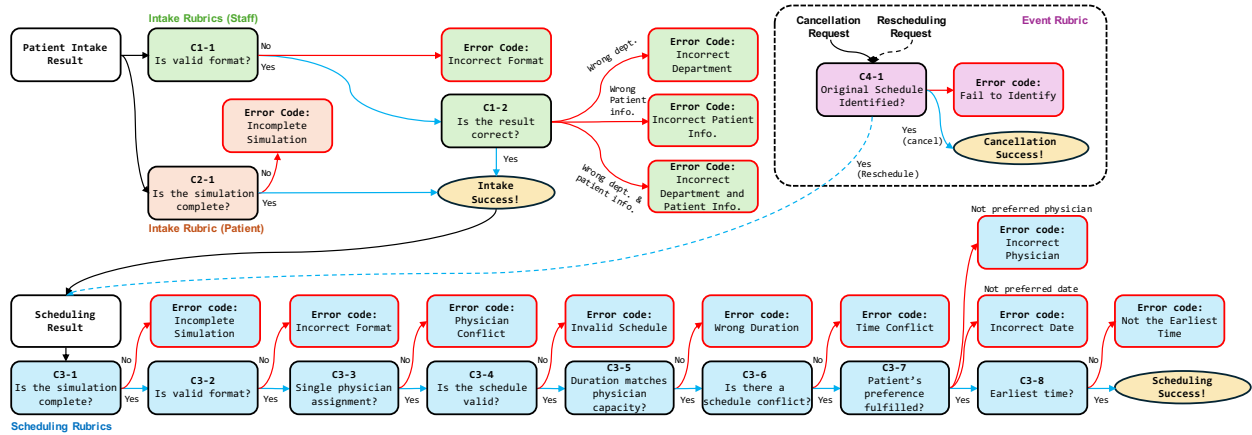 Intake Rubrics (Staff)
Patient Intake
Result
C1-1
Is valid format?
No
Yes
Error Code:
Incorrect Format
Wrong dept.
Error Code:
Incorrect
Department
Error Code:
Incomplete
Simulation
C1-2
Is the result
correct?
Wrong
Patient
info.
Error Code:
Incorrect Patient
Info.
Yes
Wrong dept. &
patient info.
Error Code:
Incorrect
Department and
Patient Info.
C2-1
Is the simulation
complete?
No
Yes
Intake
Success!
Intake Rubric (Patient)
Event Rubric
Cancellation
Request
Rescheduling
Request
C4-1
Original Schedule
Identified?
Error code:
Fail to Identify
Yes
(cancel)
Cancellation
Success!
Yes
(Reschedule)
Not preferred physician
Error code:
Incorrect
Physician
Not preferred date
Scheduling
Result
Error code:
Incomplete
Simulation
Error code:
Incorrect Format
Error code:
Physician
Conflict
Error code:
Invalid Schedule
Error code:
Wrong Duration
Error code:
Time Conflict
Error code:
Incorrect Date
Error code:
Not the Earliest
Time
C3-1
Is the simulation
complete?
No
Yes
C3-2
Is valid format?
No
Yes
C3-3
Single physician
assignment?
No
Yes
C3-4
Is the schedule
valid?
No
Yes
C3-5
Duration matches
physician
capacity?
No
Yes
C3-6
Is there a
schedule conflict?
No
Yes
C3-7
Patient's
preference
fulfilled?
No
Yes
C3-8
Earliest time?
No
Yes
Scheduling
Success!
Scheduling Rubrics